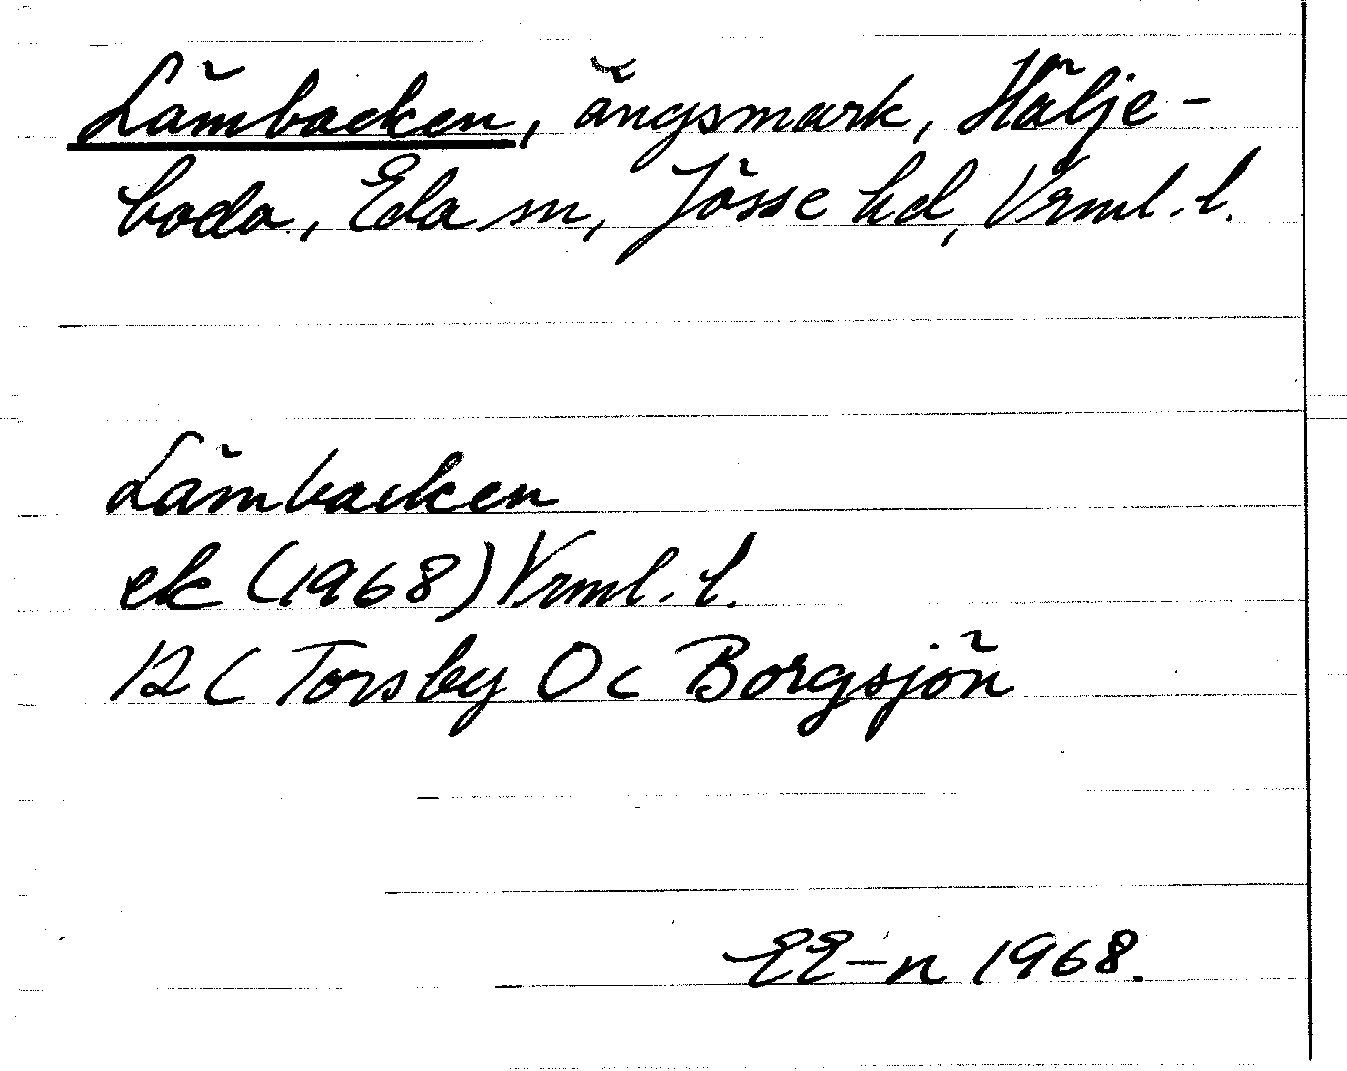 Lämbacken, ängsmark, Hälje-
boda, Eda sn, Jösse hd, Vrml. l.
Lämbacken
ek (1968) Vrml. l.
12 C Torsby 0 c Borgsjön
EE-n 1968.